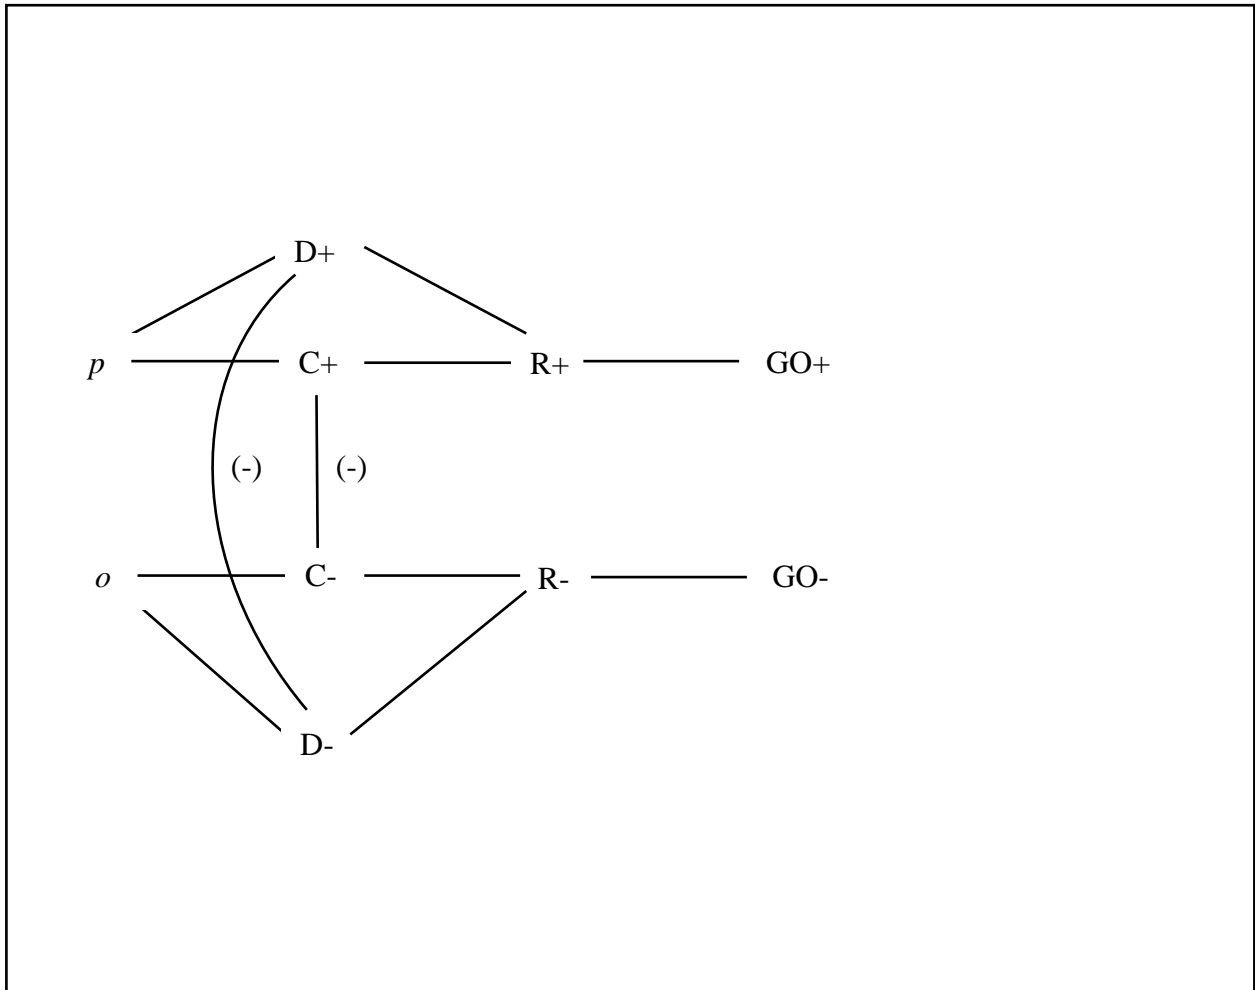 D+
p C+ R+ GO+
(-) (-)
o C- R- GO-
D-